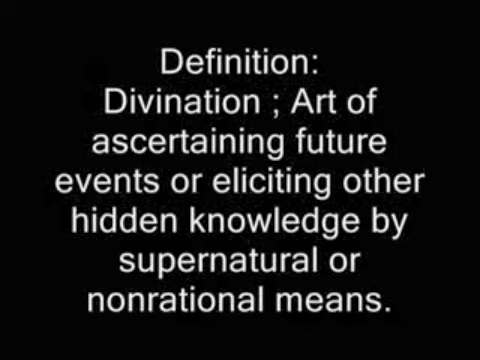 Definition:
Divination ; Art of
ascertaining future
events or eliciting other
hidden knowledge by
supernatural or
nonrational means.